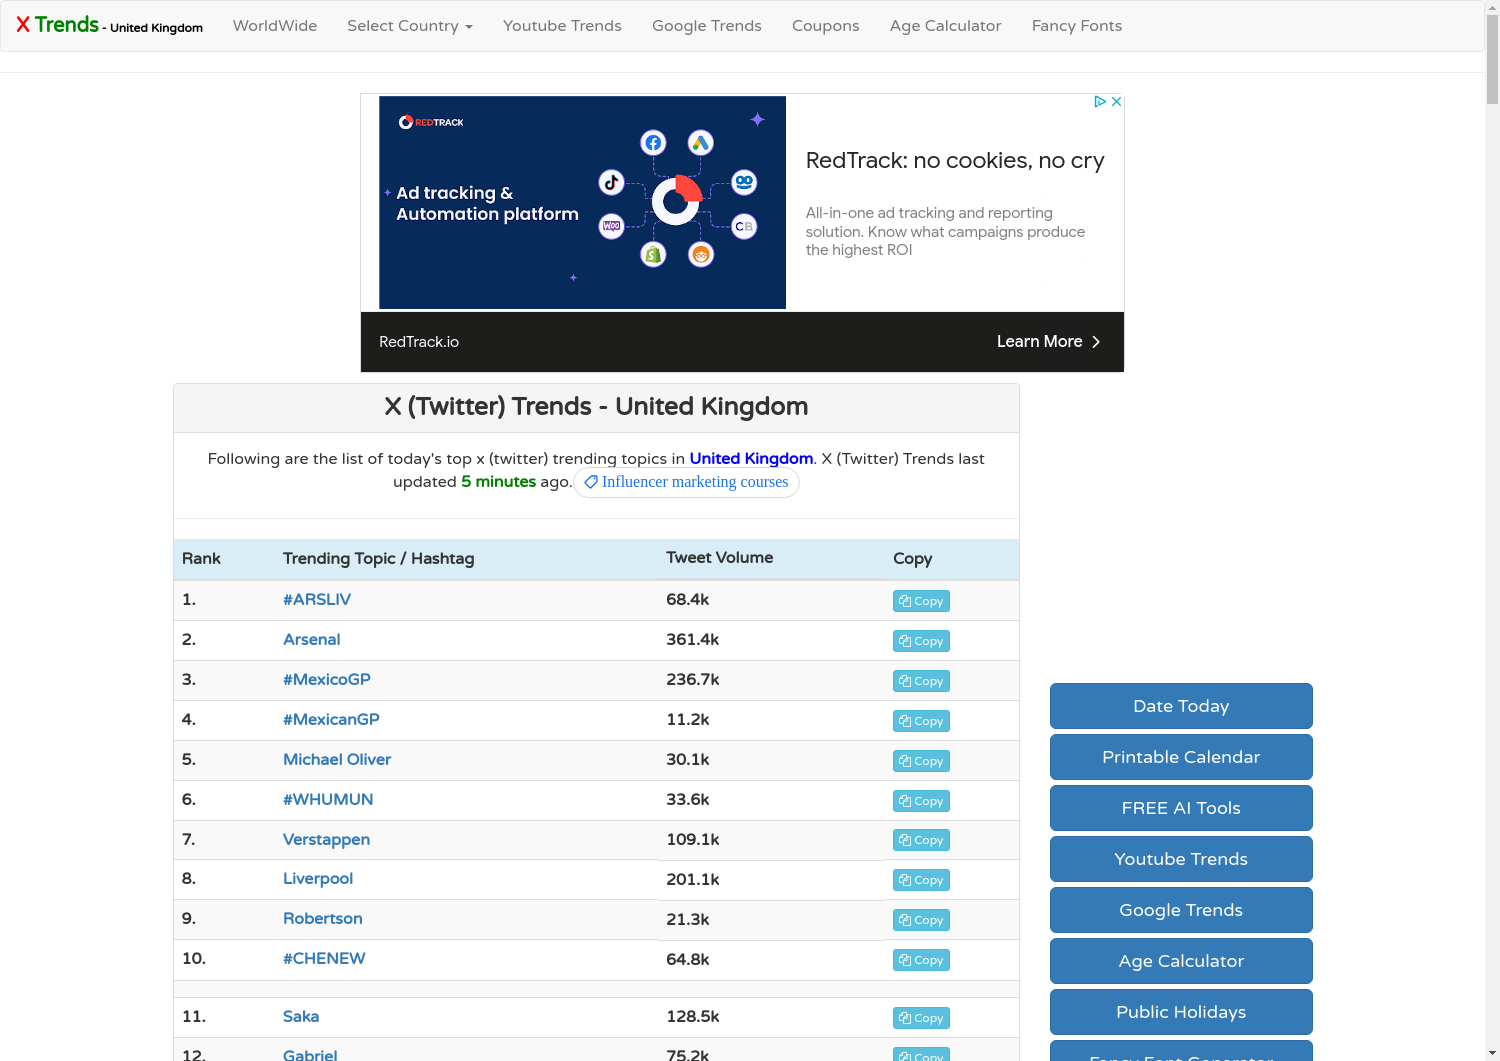 X Trends - United Kingdom
WorldWide
Select Country
Youtube Trends
Google Trends
Coupons
Age Calculator
Fancy Fonts
REDTRACK
Ad tracking &
Automation platform
WOO
CB
RedTrack: no cookies, no cry
All-in-one ad tracking and reporting
solution. Know what campaigns produce
the highest ROI
RedTrack.io
Learn More
X (Twitter) Trends - United Kingdom
Following are the list of today's top x (twitter) trending topics in United Kingdom. X (Twitter) Trends last
updated 5 minutes ago. Influencer marketing courses
Rank Trending Topic / Hashtag Tweet Volume Copy
1. #ARSLIV 68.4k Copy
2. Arsenal 361.4k Copy
3. #MexicoGP 236.7k Copy
4. #MexicanGP 11.2k Copy
5. Michael Oliver 30.1k Copy
6. #WHUMUN 33.6k Copy
7. Verstappen 109.1k Copy
8. Liverpool 201.1k Copy
9. Robertson 21.3k Copy
10. #CHENEW 64.8k Copy
11. Saka 128.5k Copy
12. Gabriel 75.2k Copy
Date Today
Printable Calendar
FREE AI Tools
Youtube Trends
Google Trends
Age Calculator
Public Holidays
Fancy Font Generator